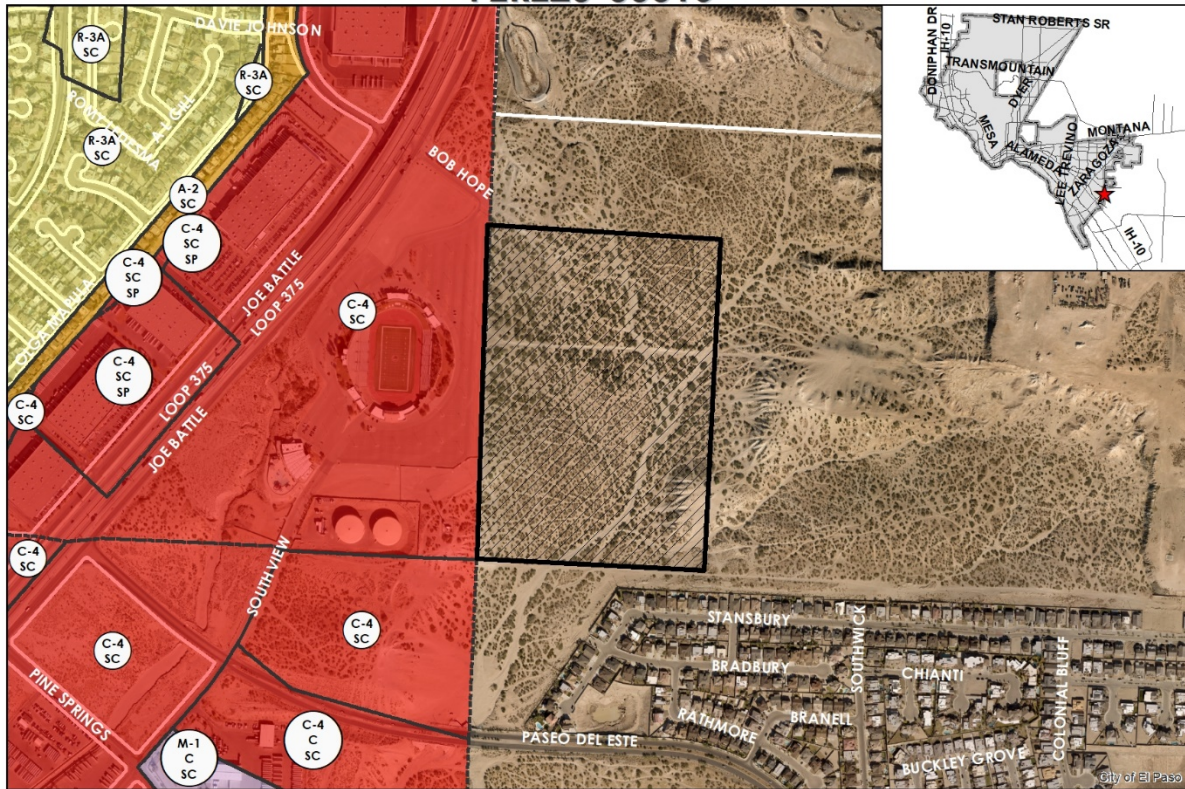 DAVIE JOHNSON
R-3A
SC
R-3A
SC
R-3A
SC
A-2
SC
C-4
SC
SP
C-4
SC
SP
C-4
SC
SP
C-4
SC
BOB HOPE
JOE BATTLE
LOOP 375
C-4
SC
LOOP 375
JOE BATTLE
C-4
SC
SOUTHVIEW
C-4
SC
C-4
SC
PINE SPRINGS
M-1
C
SC
C-4
C
SC
STANSBURY
BRADBURY
SOUTHWICK
CHIANTI
COLONIAL BLUFF
RATHMORE
BRANELL
PASEO DEL ESTE
BUCKLEY GROVE
City of El Paso
DONIPHAN DR
IH-10
STAN ROBERTS SR
TRANSMOUNTAIN
DYER
MESA
ALAMEDA
LEE TREVINO
ZARAGOZA
MONTANA
IH-10